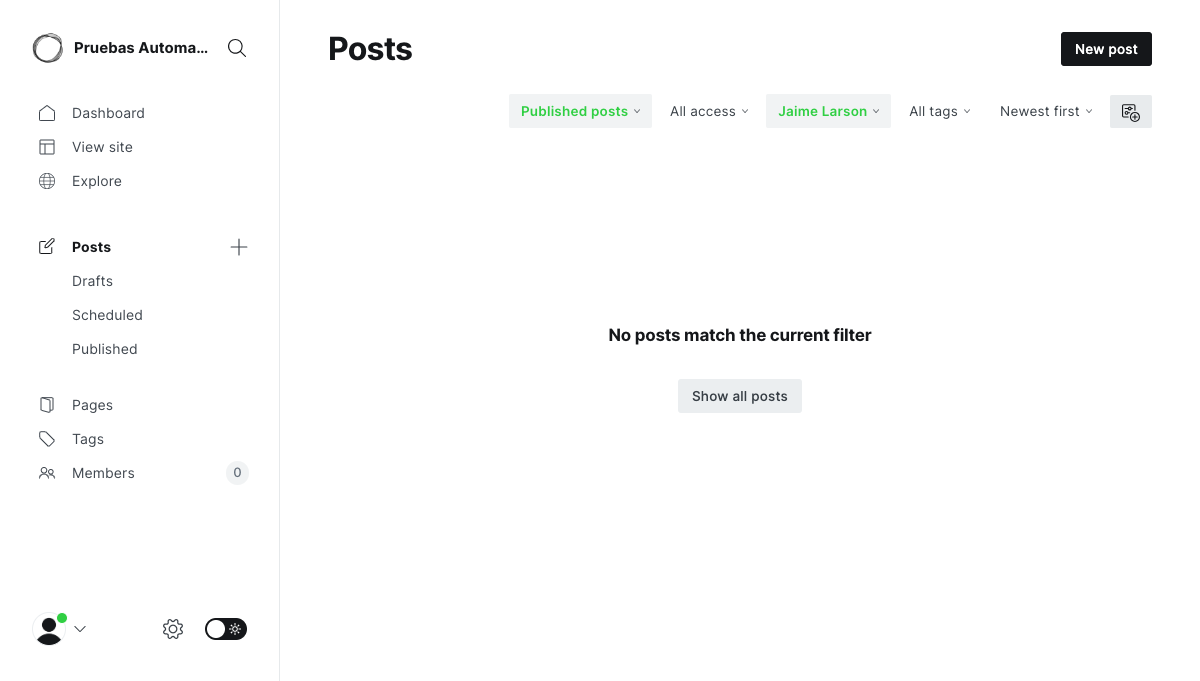 Pruebas Automa...
Dashboard
View site
Explore
Posts
Drafts
Scheduled
Published
Pages
Tags
Members 0
Posts
New post
Published posts All access Jaime Larson All tags Newest first
No posts match the current filter
Show all posts